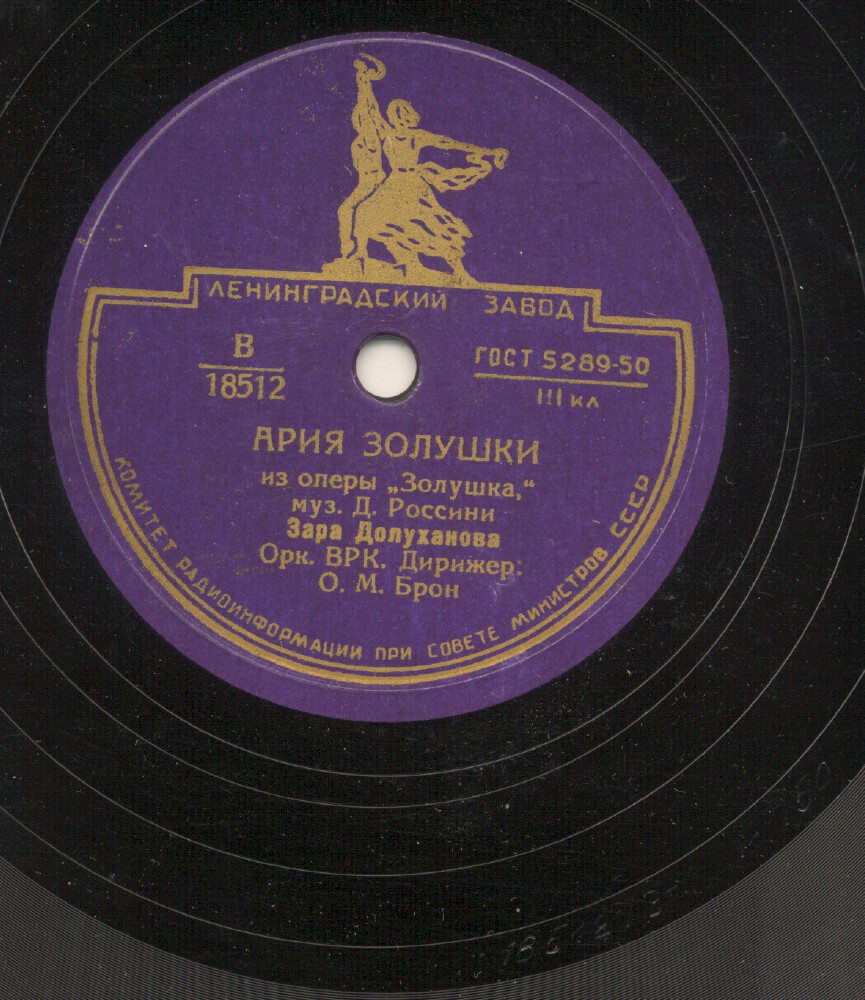 ЛЕНИНГРАДСКИЙ ЗАВОД
В
18512
ГОСТ 5289-50
III кл
АРИЯ ЗОЛУШКИ
из оперы „Золушка,“
муз. Д. Россини
Зара Долуханова
Орк. ВРК. Дирижер:
О. М. Брон
КОМИТЕТ РАДИОИНФОРМАЦИИ ПРИ СОВЕТЕ МИНИСТРОВ СССР